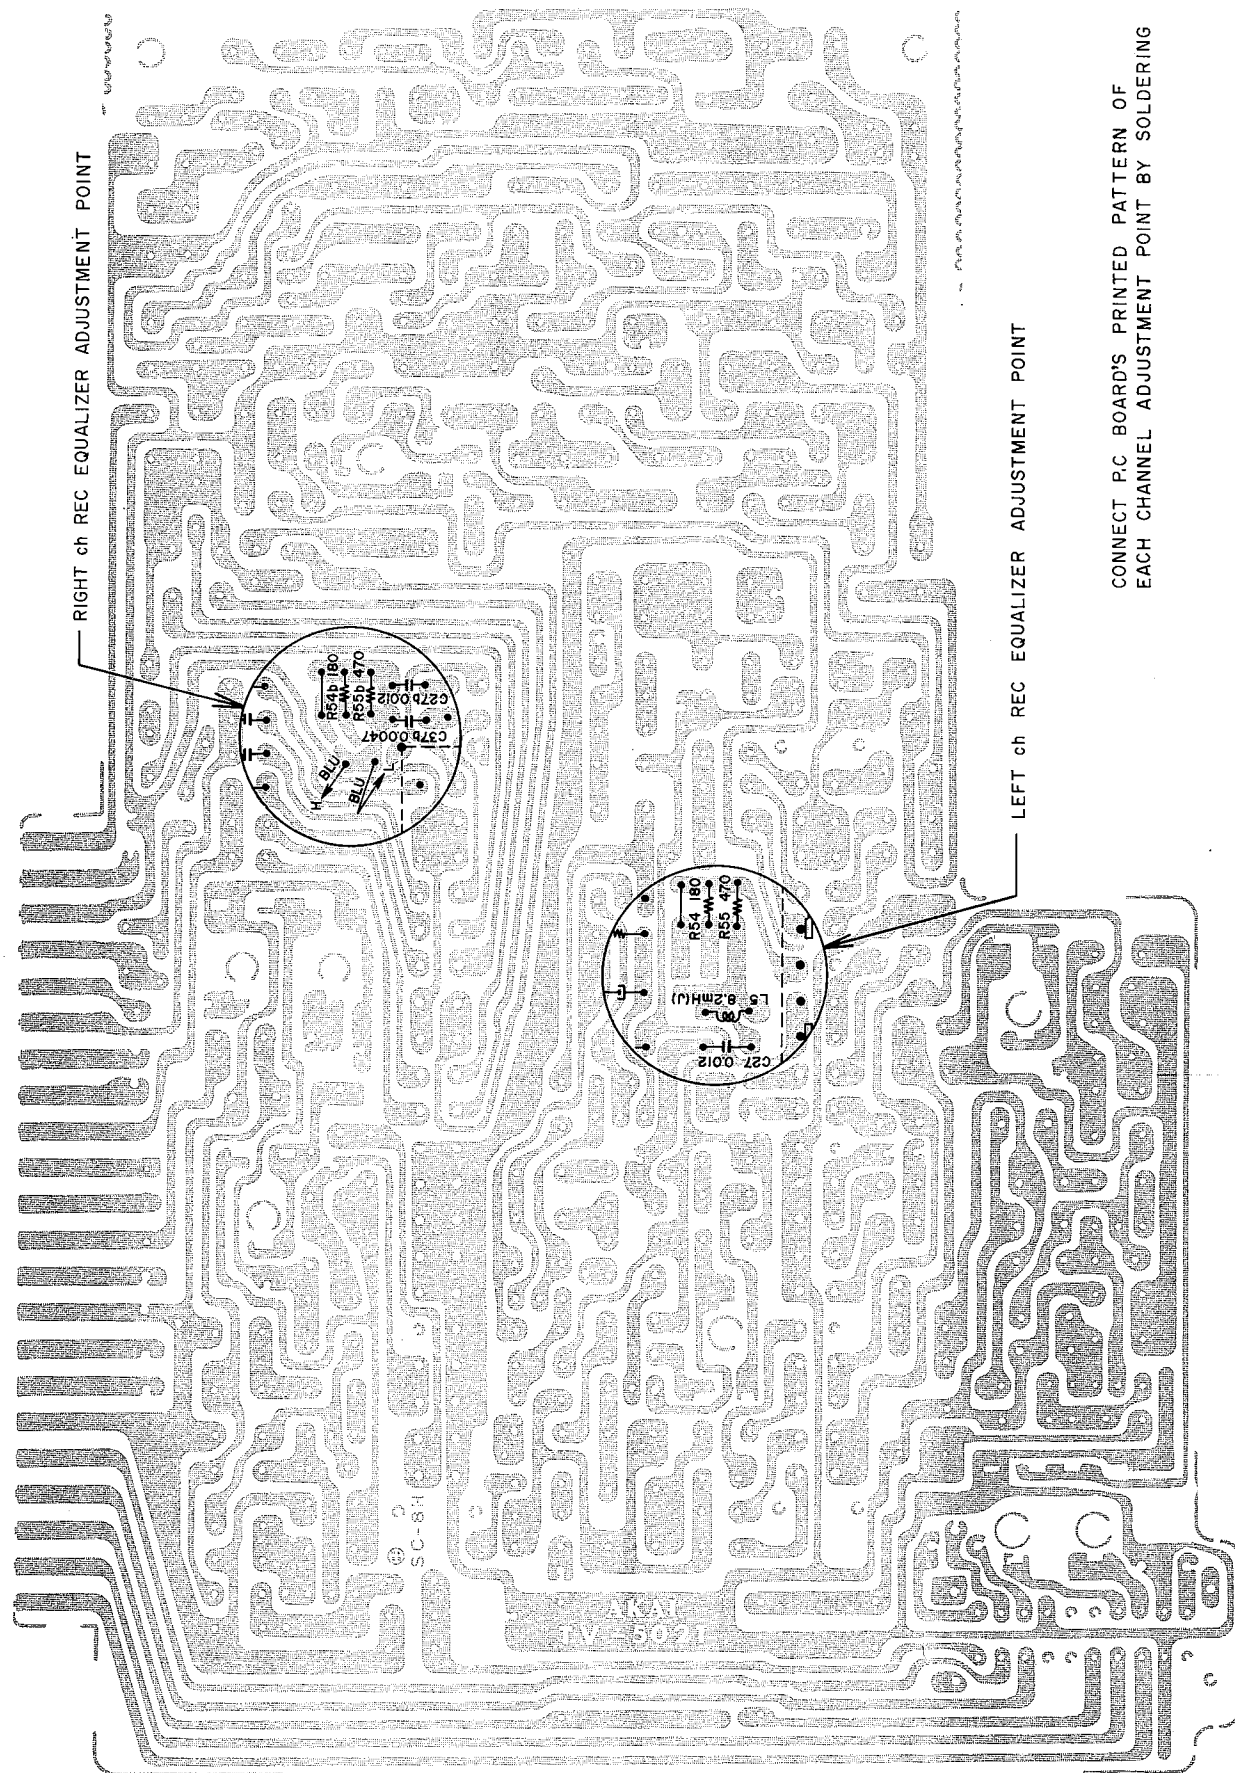 RIGHT ch REC EQUALIZER ADJUSTMENT POINT
R54b 180
R55b 470
C27b 0.012
C37b 0.0047
BLU
H
BLU
L
R54 180
R55 470
L5 8.2mH(J)
C27 0.012
LEFT ch REC EQUALIZER ADJUSTMENT POINT
CONNECT P.C BOARD'S PRINTED PATTERN OF
EACH CHANNEL ADJUSTMENT POINT BY SOLDERING
SC-8H
AKAI
T.V. 5021